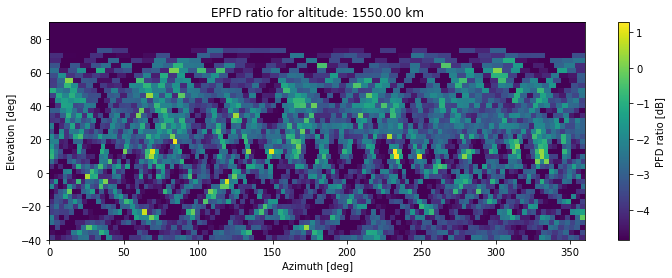 EPFD ratio for altitude: 1550.00 km
Elevation [deg]
80
60
40
20
0
−20
−40
0 50 100 150 200 250 300 350
Azimuth [deg]
1
0
−1
−2
−3
−4
PFD ratio [dB]